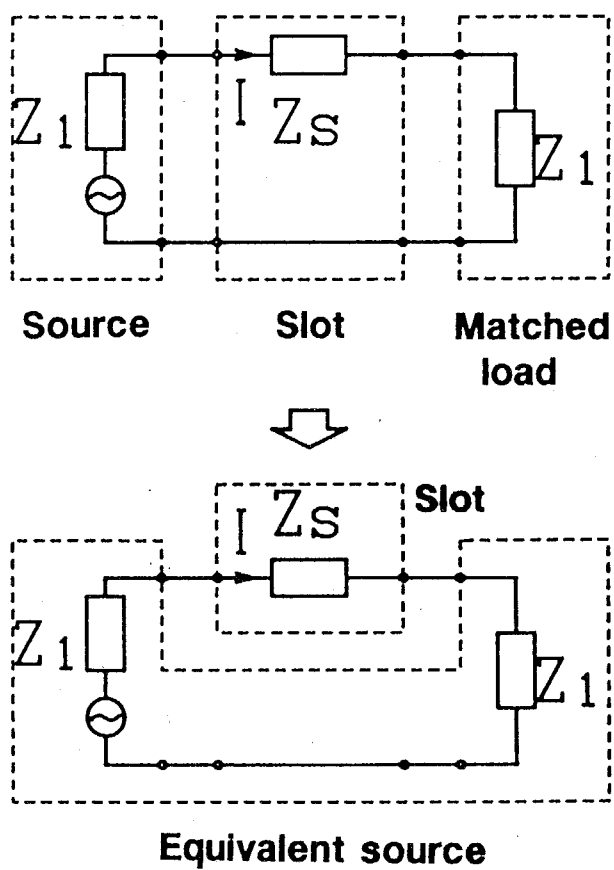 Z1
I
ZS
Z1
Source
Slot
Matched
load
Slot
I
ZS
Z1
Z1
Equivalent source